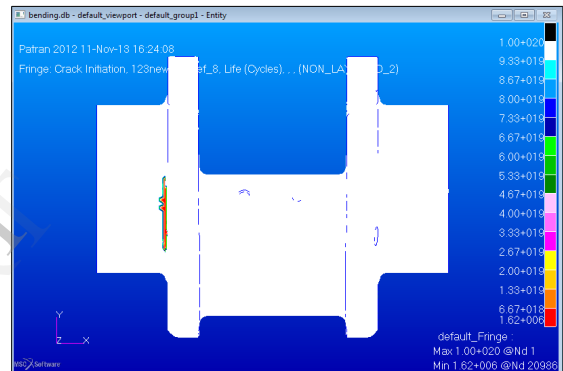 bending.db - default_viewport - default_group1 - Entity
Patran 2012 11-Nov-13 16:24:08
Fringe: Crack Initiation, 123new ef_8, Life (Cycles), , , (NON_LA D_2)
1.00+020
9.33+019
8.67+019
8.00+019
7.33+019
6.67+019
6.00+019
5.33+019
4.67+019
4.00+019
3.33+019
2.67+019
2.00+019
1.33+019
6.67+018
1.62+006
Y
Z X
MSC Software
default_Fringe :
Max 1.00+020 @Nd 1
Min 1.62+006 @Nd 20986